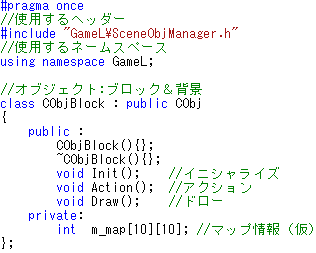 #pragma once
//使用するヘッダー
#include "GameL¥SceneObjManager.h"
//使用するネームスペース
using namespace GameL;
//オブジェクト:ブロック&背景
class CObjBlock : public CObj
{
public :
CObjBlock(){};
~CObjBlock(){};
void Init(); //イニシャライズ
void Action(); //アクション
void Draw(); //ドロー
private:
int m_map[10][10]; //マップ情報(仮)
};